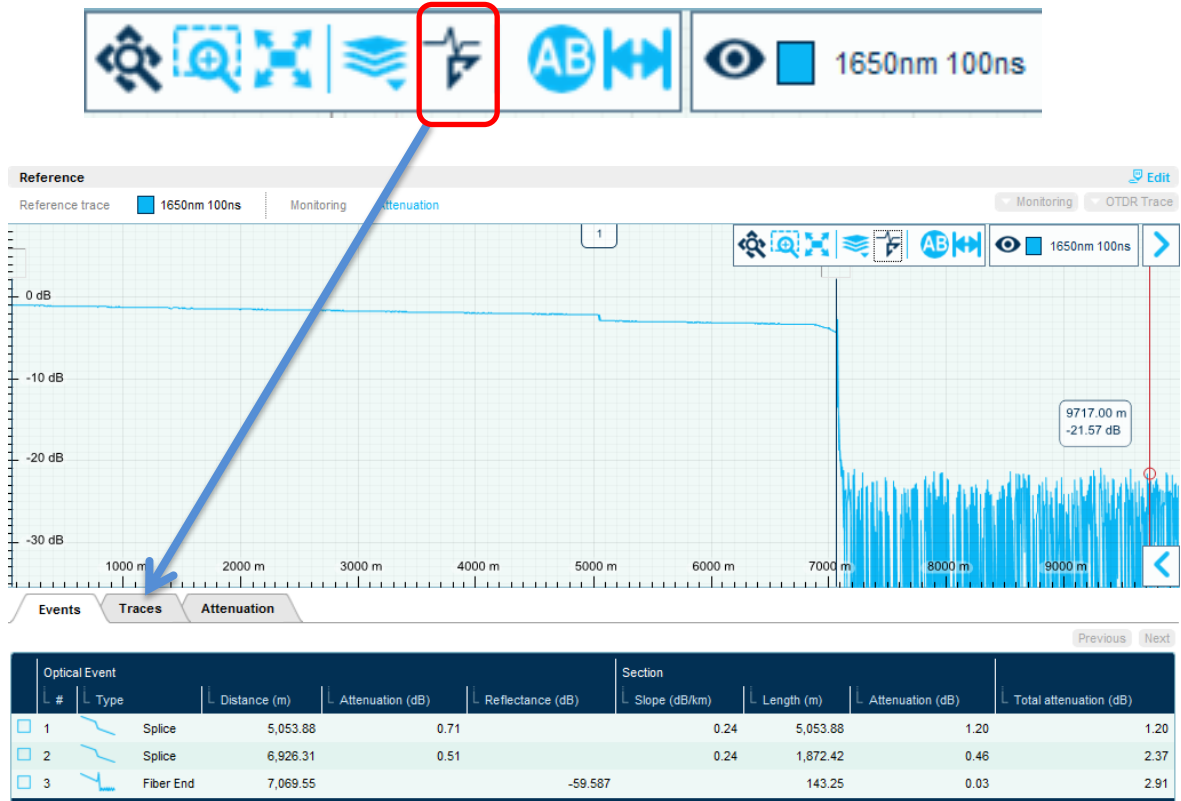 AB 1650nm 100ns
Reference Edit
Reference trace 1650nm 100ns Monitoring Attenuation Monitoring OTDR Trace
1
AB 1650nm 100ns
0 dB
-10 dB
9717.00 m
-21.57 dB
-20 dB
-30 dB
1000 m 2000 m 3000 m 4000 m 5000 m 6000 m 7000 m 8000 m 9000 m
Events Traces Attenuation
Previous Next
Optical Event Section
# Type Distance (m) Attenuation (dB) Reflectance (dB) Slope (dB/km) Length (m) Attenuation (dB) Total attenuation (dB)
1 Splice 5,053.88 0.71 0.24 5,053.88 1.20 1.20
2 Splice 6,926.31 0.51 0.24 1,872.42 0.46 2.37
3 Fiber End 7,069.55 -59.587 143.25 0.03 2.91